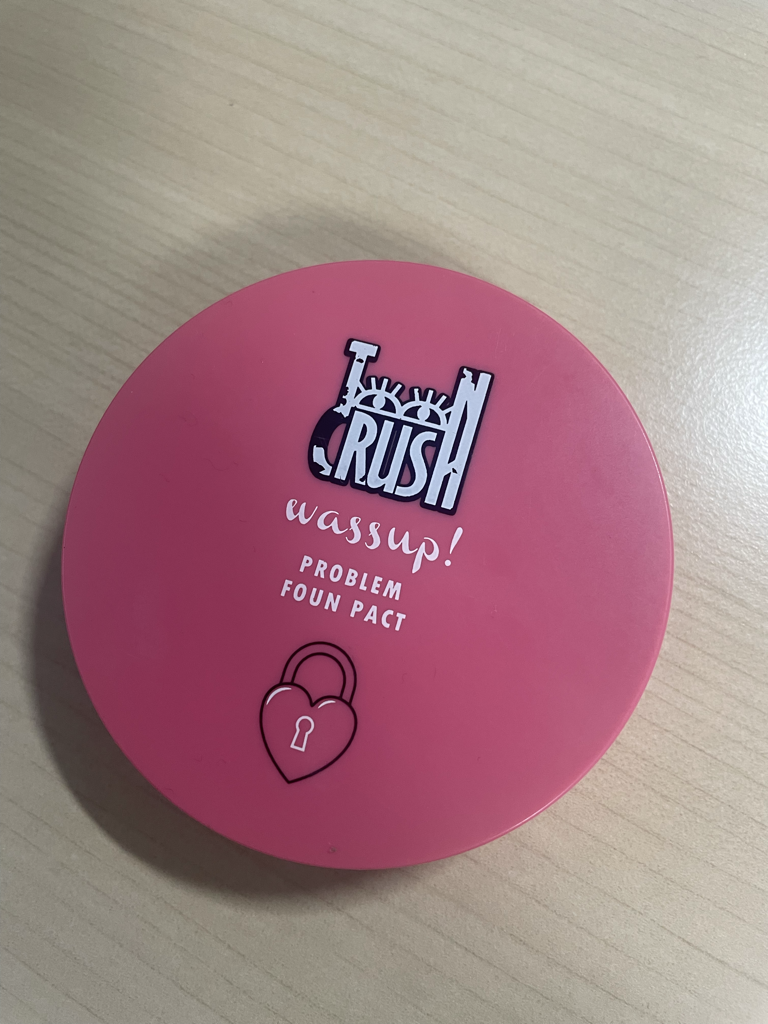 TOON
CRUSH
wassup!
PROBLEM
FOUN PACT